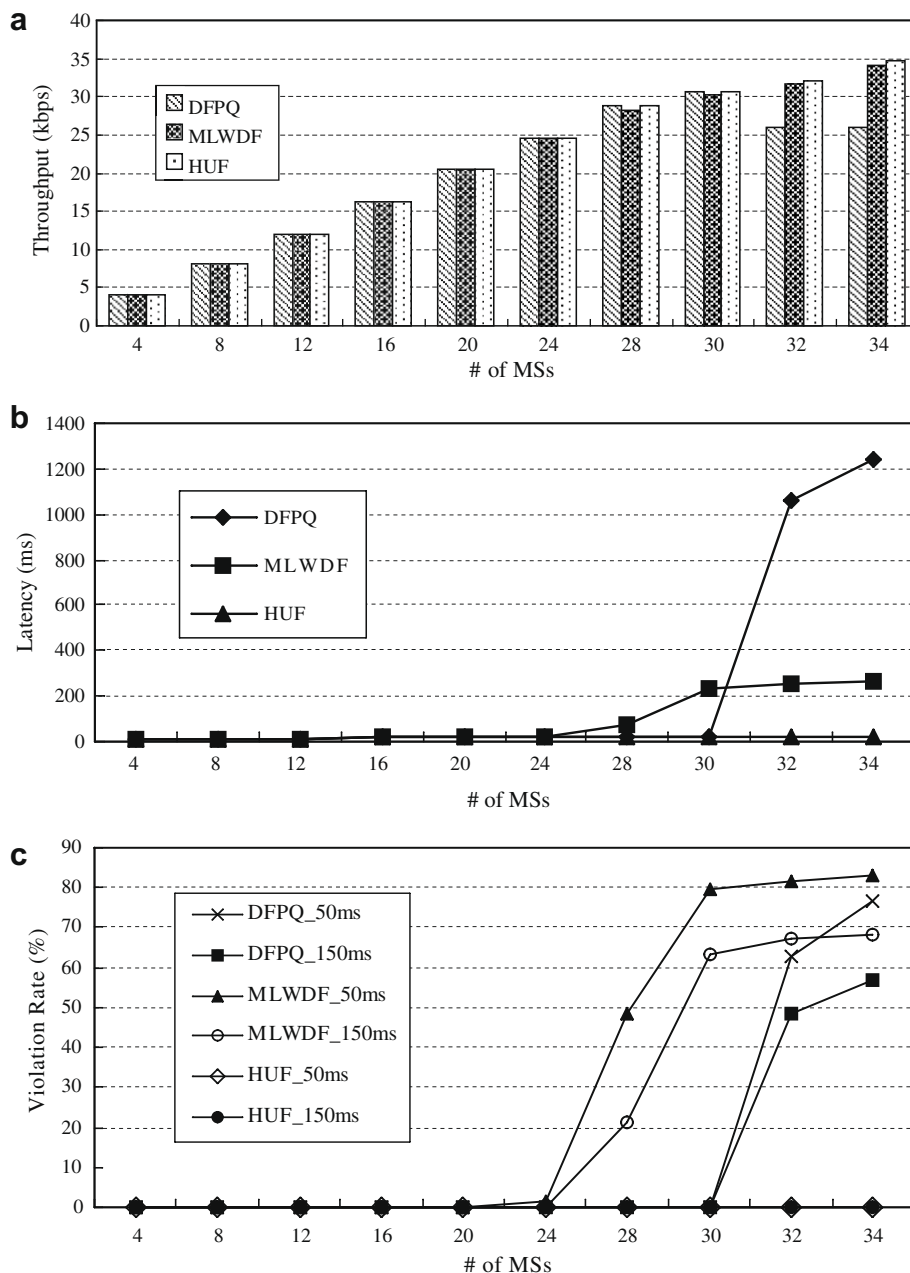 a
40
35
30
25
20
15
10
5
0
Throughput (kbps)
DFPQ
MLWDF
HUF
4 8 12 16 20 24 28 30 32 34
# of MSs
b
1400
1200
1000
800
600
400
200
0
Latency (ms)
DFPQ
MLWDF
HUF
4 8 12 16 20 24 28 30 32 34
# of MSs
c
90
80
70
60
50
40
30
20
10
0
Violation Rate (%)
DFPQ_50ms
DFPQ_150ms
MLWDF_50ms
MLWDF_150ms
HUF_50ms
HUF_150ms
4 8 12 16 20 24 28 30 32 34
# of MSs